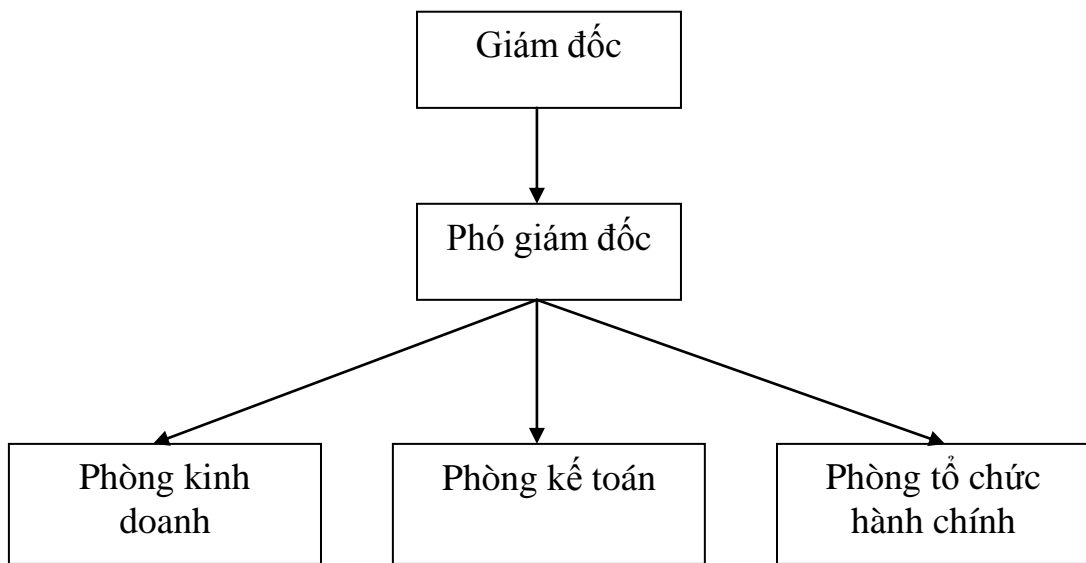 Giám đốc
Phó giám đốc
Phòng kinh
doanh
Phòng kế toán
Phòng tổ chức
hành chính